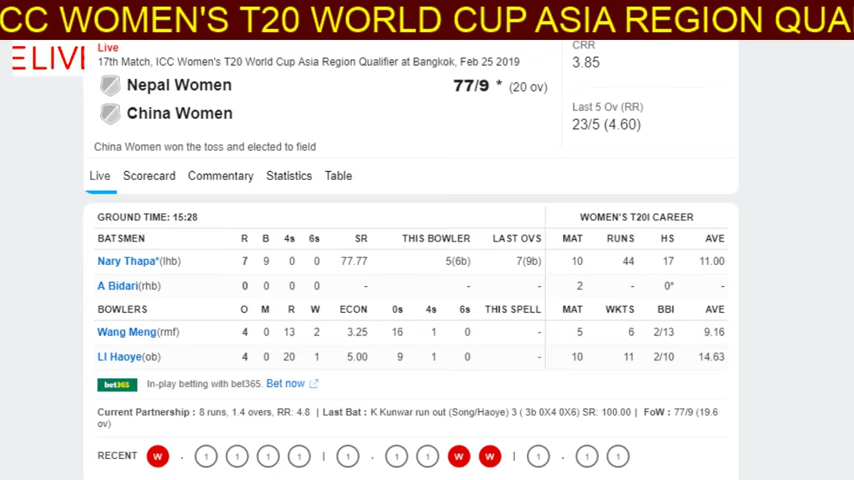 CC WOMEN'S T20 WORLD CUP ASIA REGION QUA
ELIV
Live
17th Match, ICC Women's T20 World Cup Asia Region Qualifier at Bangkok, Feb 25 2019
Nepal Women 77/9 * (20 ov)
China Women
China Women won the toss and elected to field
CRR
3.85
Last 5 Ov (RR)
23/5 (4.60)
Live Scorecard Commentary Statistics Table
GROUND TIME: 15:28 WOMEN'S T20I CAREER
BATSMEN R B 4s 6s SR THIS BOWLER LAST OVS MAT RUNS HS AVE
Nary Thapa*(lhb) 7 9 0 0 77.77 5(6b) 7(9b) 10 44 17 11.00
A Bidari(rhb) 0 0 0 0 - - - 2 - 0* -
BOWLERS O M R W ECON 0s 4s 6s THIS SPELL MAT WKTS BBI AVE
Wang Meng(rmf) 4 0 13 2 3.25 16 1 0 - 5 6 2/13 9.16
LI Haoye(ob) 4 0 20 1 5.00 9 1 0 - 10 11 2/10 14.63
bet365 In-play betting with bet365. Bet now
Current Partnership : 8 runs, 1.4 overs, RR: 4.8 | Last Bat : K Kunwar run out (Song/Haoye) 3 ( 3b 0X4 0X6) SR: 100.00 | FoW : 77/9 (19.6
ov)
RECENT W . 1 1 1 1 | 1 . 1 1 W W | 1 . 1 1